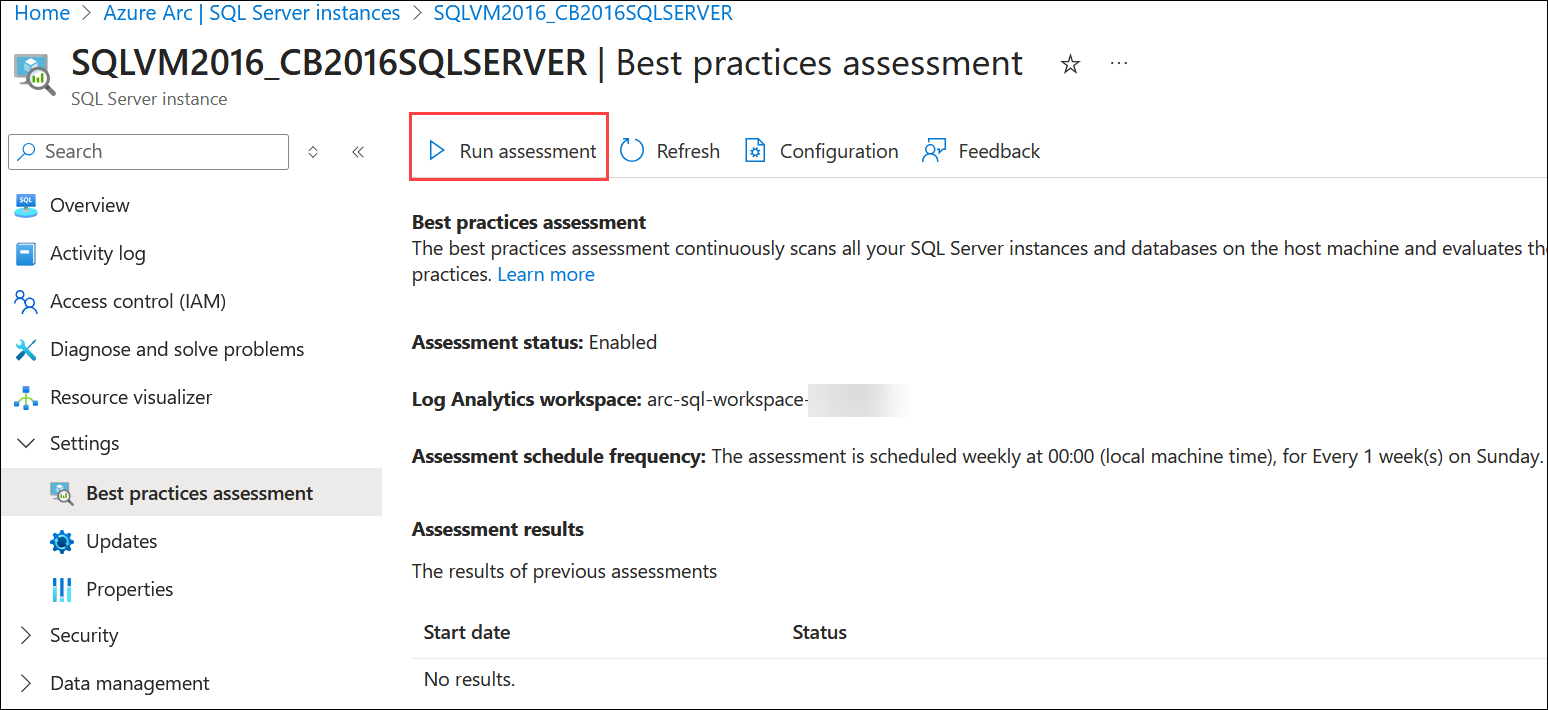 Home > Azure Arc | SQL Server instances > SQLVM2016_CB2016SQLSERVER
SQLVM2016_CB2016SQLSERVER | Best practices assessment
SQL Server instance
Search
Run assessment Refresh Configuration Feedback
SQL
Overview
Activity log
Access control (IAM)
Diagnose and solve problems
Resource visualizer
Settings
Best practices assessment
Updates
Properties
Security
Data management
Best practices assessment
The best practices assessment continuously scans all your SQL Server instances and databases on the host machine and evaluates
practices. Learn more
Assessment status: Enabled
Log Analytics workspace: arc-sql-workspace-
Assessment schedule frequency: The assessment is scheduled weekly at 00:00 (local machine time), for Every 1 week(s) on Sunday.
Assessment results
The results of previous assessments
Start date Status
No results.